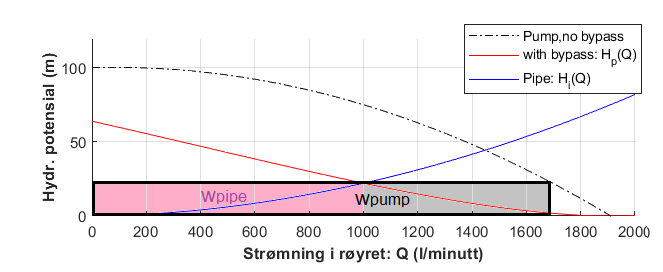 Pump,no bypass
with bypass: Hp(Q)
Pipe: Hl(Q)
Hydr. potensial (m)
100
50
0
Wpipe
Wpump
0 200 400 600 800 1000 1200 1400 1600 1800 2000
Strømning i røyret: Q (l/minutt)